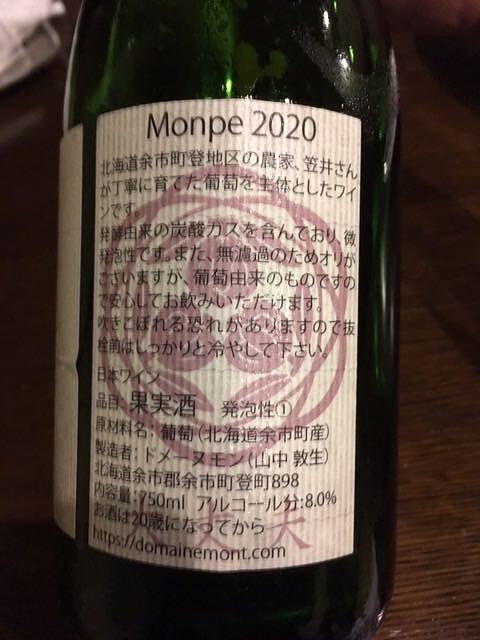 Monpe 2020
北海道余市町登地区の農家、笠井さん
が丁寧に育てた葡萄を主体としたワイ
ンです。
発酵由来の炭酸ガスを含んでおり、微
発泡性です。また、無濾過のためオリが
ございますが、葡萄由来のものですの
で安心してお飲みいただけます。
吹きこぼれる恐れがありますので抜
栓前はしっかりと冷やして下さい。
日本ワイン
品目：果実酒 発泡性①
原材料名：葡萄（北海道余市町産）
製造者：ドメーヌモン（山中 敦生）
北海道余市郡余市町登町898
内容量：750ml アルコール分：8.0%
お酒は20歳になってから
https://domainemont.com